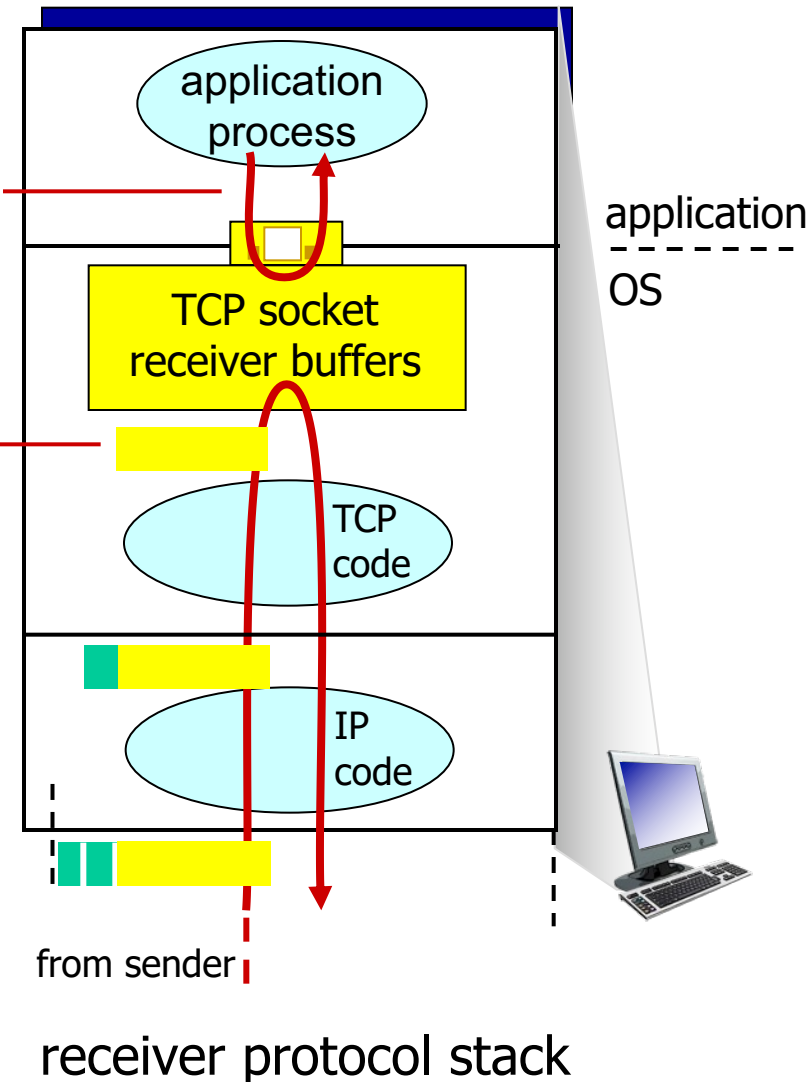 application
process
application
OS
TCP socket
receiver buffers
TCP
code
IP
code
from sender
receiver protocol stack